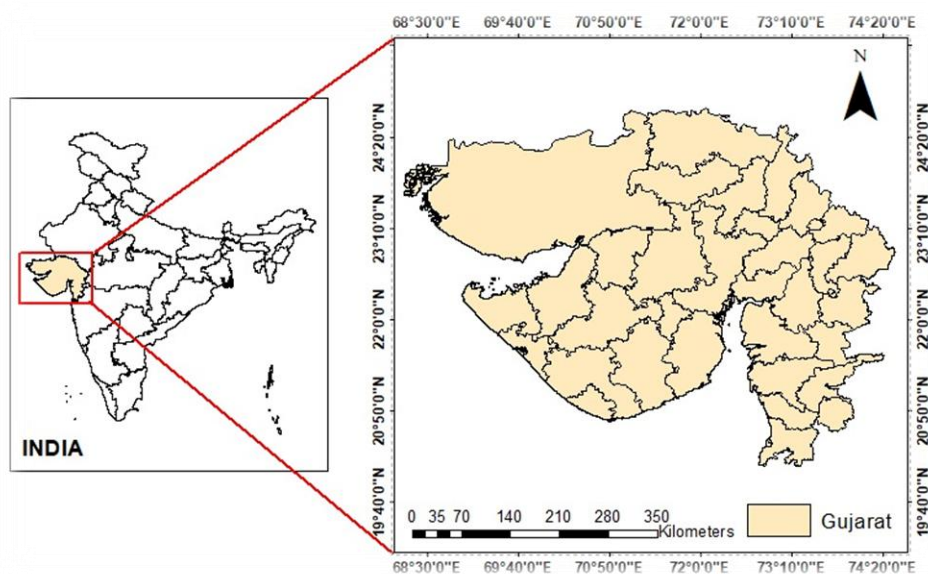 68°30'0"E 69°40'0"E 70°50'0"E 72°0'0"E 73°10'0"E 74°20'0"E
N
24°20'0"N 24°20'0"N
23°10'0"N 23°10'0"N
22°0'0"N 22°0'0"N
20°50'0"N 20°50'0"N
19°40'0"N 19°40'0"N
INDIA
0 35 70 140 210 280 350
Kilometers
Gujarat
68°30'0"E 69°40'0"E 70°50'0"E 72°0'0"E 73°10'0"E 74°20'0"E